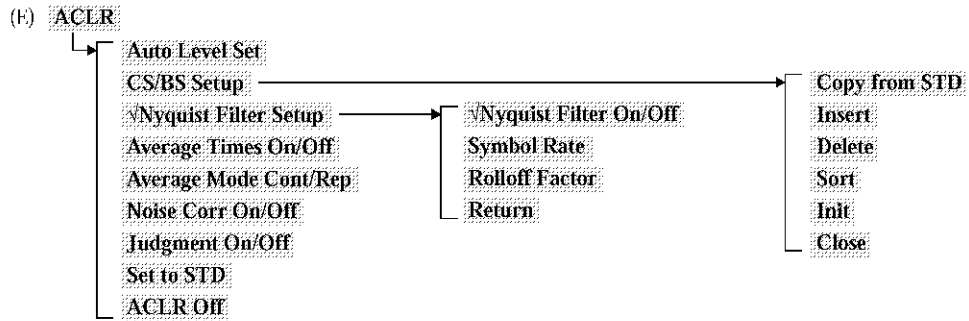 (E) ACLR
Auto Level Set
CS/BS Setup
√Nyquist Filter Setup
Average Times On/Off
Average Mode Cont/Rep
Noise Corr On/Off
Judgment On/Off
Set to STD
ACLR Off
√Nyquist Filter On/Off
Symbol Rate
Rolloff Factor
Return
Copy from STD
Insert
Delete
Sort
Init
Close